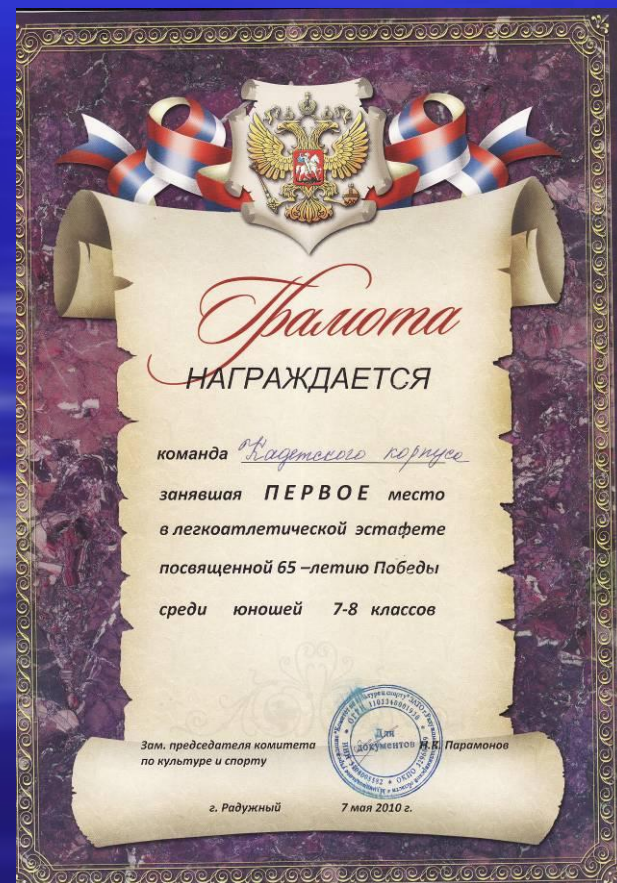 Грамота
НАГРАЖДАЕТСЯ
команда Кадетского корпуса
занявшая ПЕРВОЕ место
в легкоатлетической эстафете
посвященной 65 –летию Победы
среди юношей 7-8 классов
Для
документов
Зам. председателя комитета Н.К. Парамонов
по культуре и спорту
г. Радужный 7 мая 2010 г.